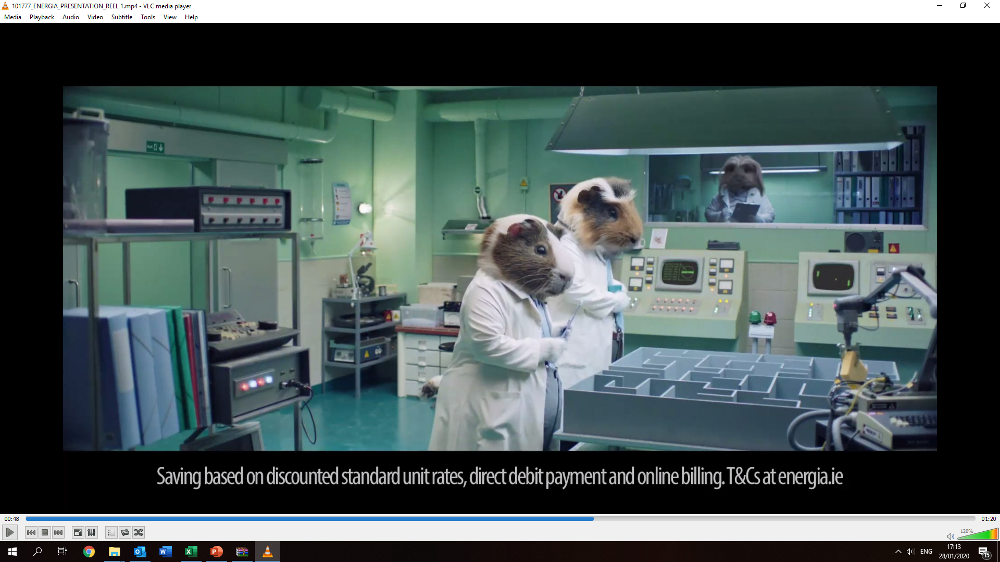 101777_ENERGIA_PRESENTATION_REEL 1.mp4 - VLC media player
Media Playback Audio Video Subtitle Tools View Help
Exit
Saving based on discounted standard unit rates, direct debit payment and online billing. T&Cs at energia.ie
00:48
01:20
120%
ENG
17:13
28/01/2020
15